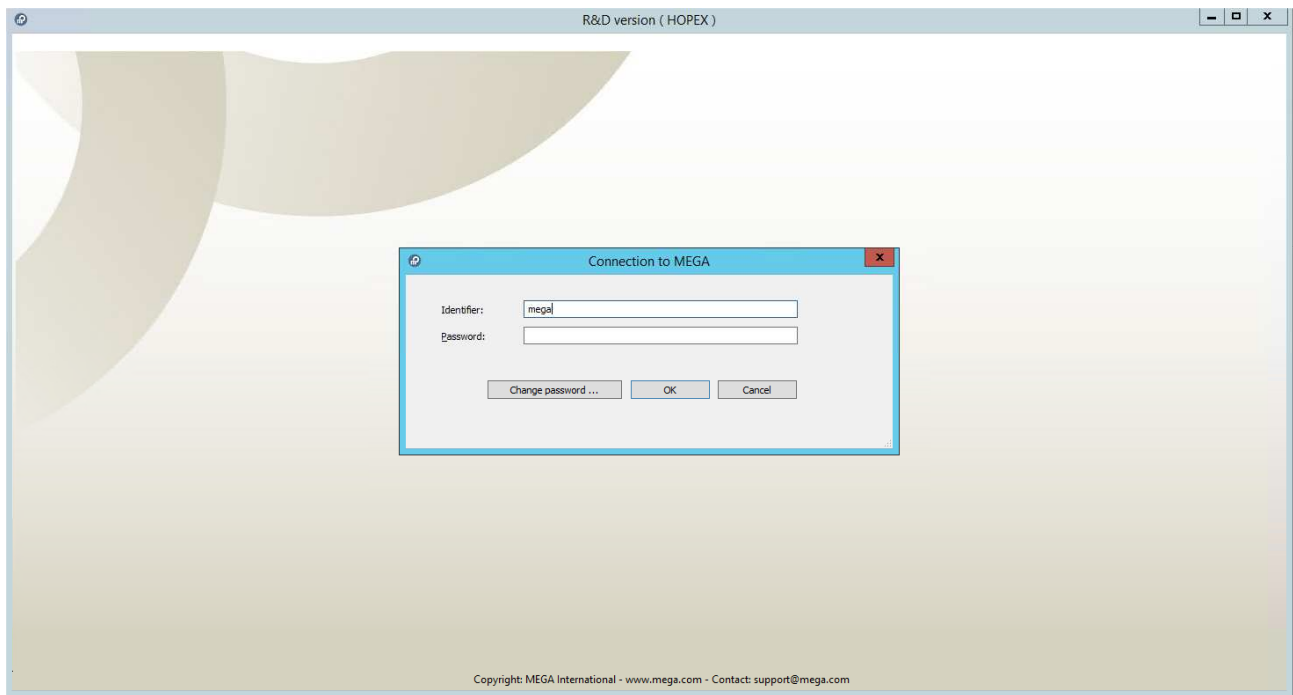 R&D version ( HOPEX )
Connection to MEGA
Identifier: mega
Password:
Change password ... OK Cancel
Copyright: MEGA International - www.mega.com - Contact: support@mega.com